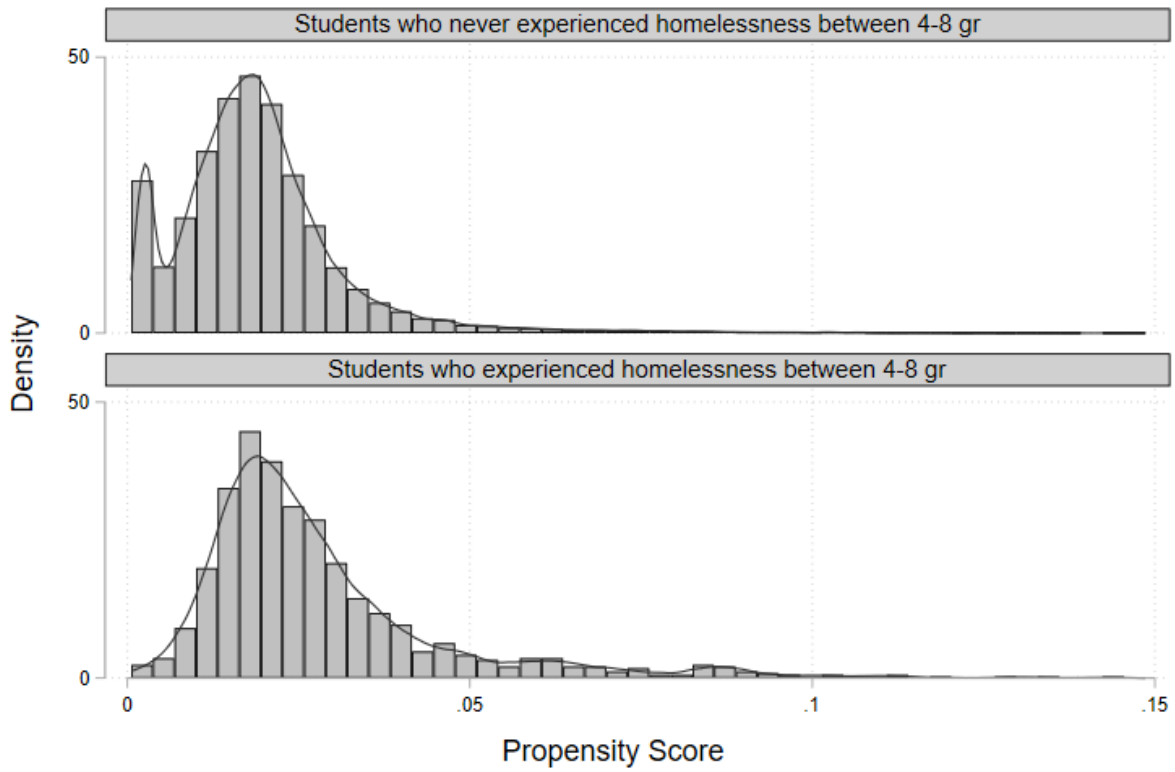 Students who never experienced homelessness between 4-8 gr
50
0
Students who experienced homelessness between 4-8 gr
50
0
Density
0 .05 .1 .15
Propensity Score